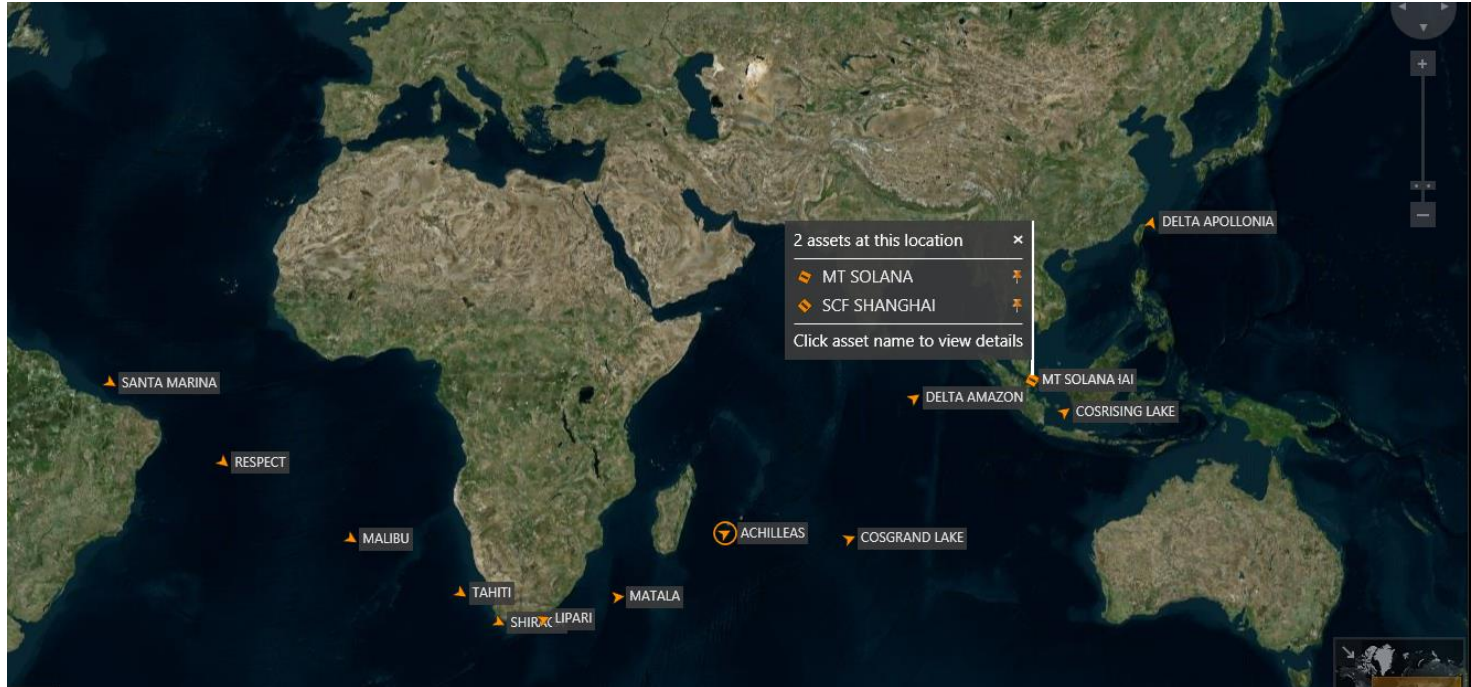 DELTA APOLLONIA
2 assets at this location ×
MT SOLANA
SCF SHANGHAI
Click asset name to view details
MT SOLANA
SANTA MARINA
DELTA AMAZON
COSRISING LAKE
RESPECT
ACHILLEAS
MALIBU
COSGRAND LAKE
TAHITI
MATALA
LIPARI